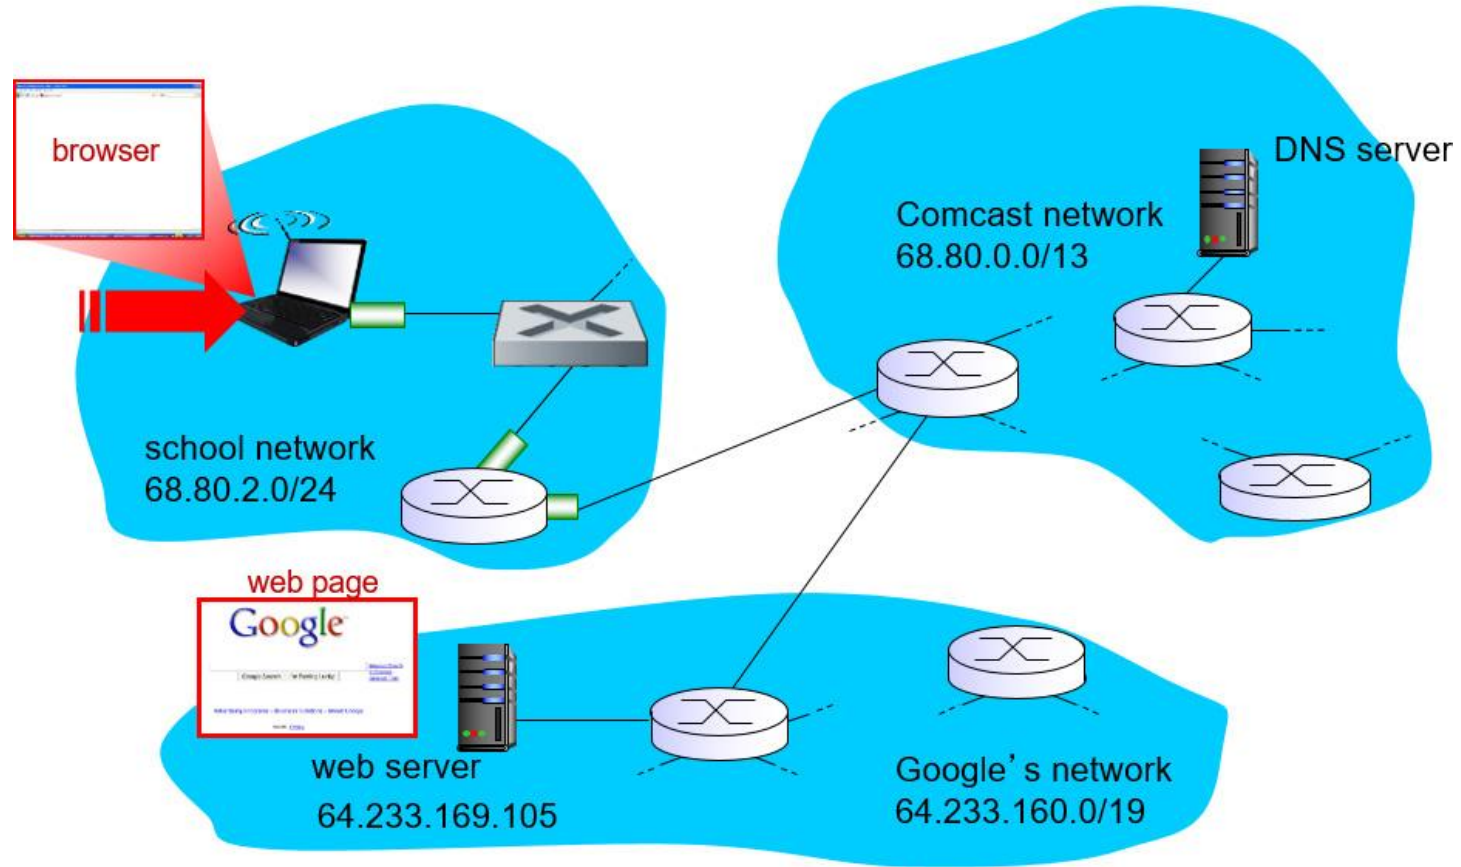 browser
DNS server
Comcast network
68.80.0.0/13
school network
68.80.2.0/24
web page
Google
web server
64.233.169.105
Google’s network
64.233.160.0/19